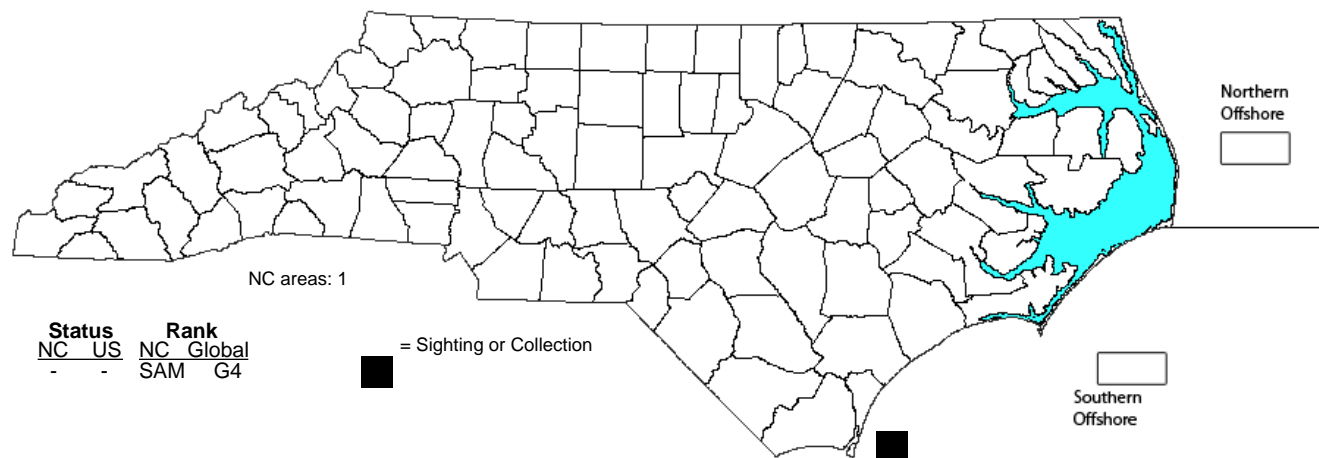 Northern
Offshore
NC areas: 1
Status Rank
NC US NC Global
- - SAM G4
= Sighting or Collection
Southern
Offshore